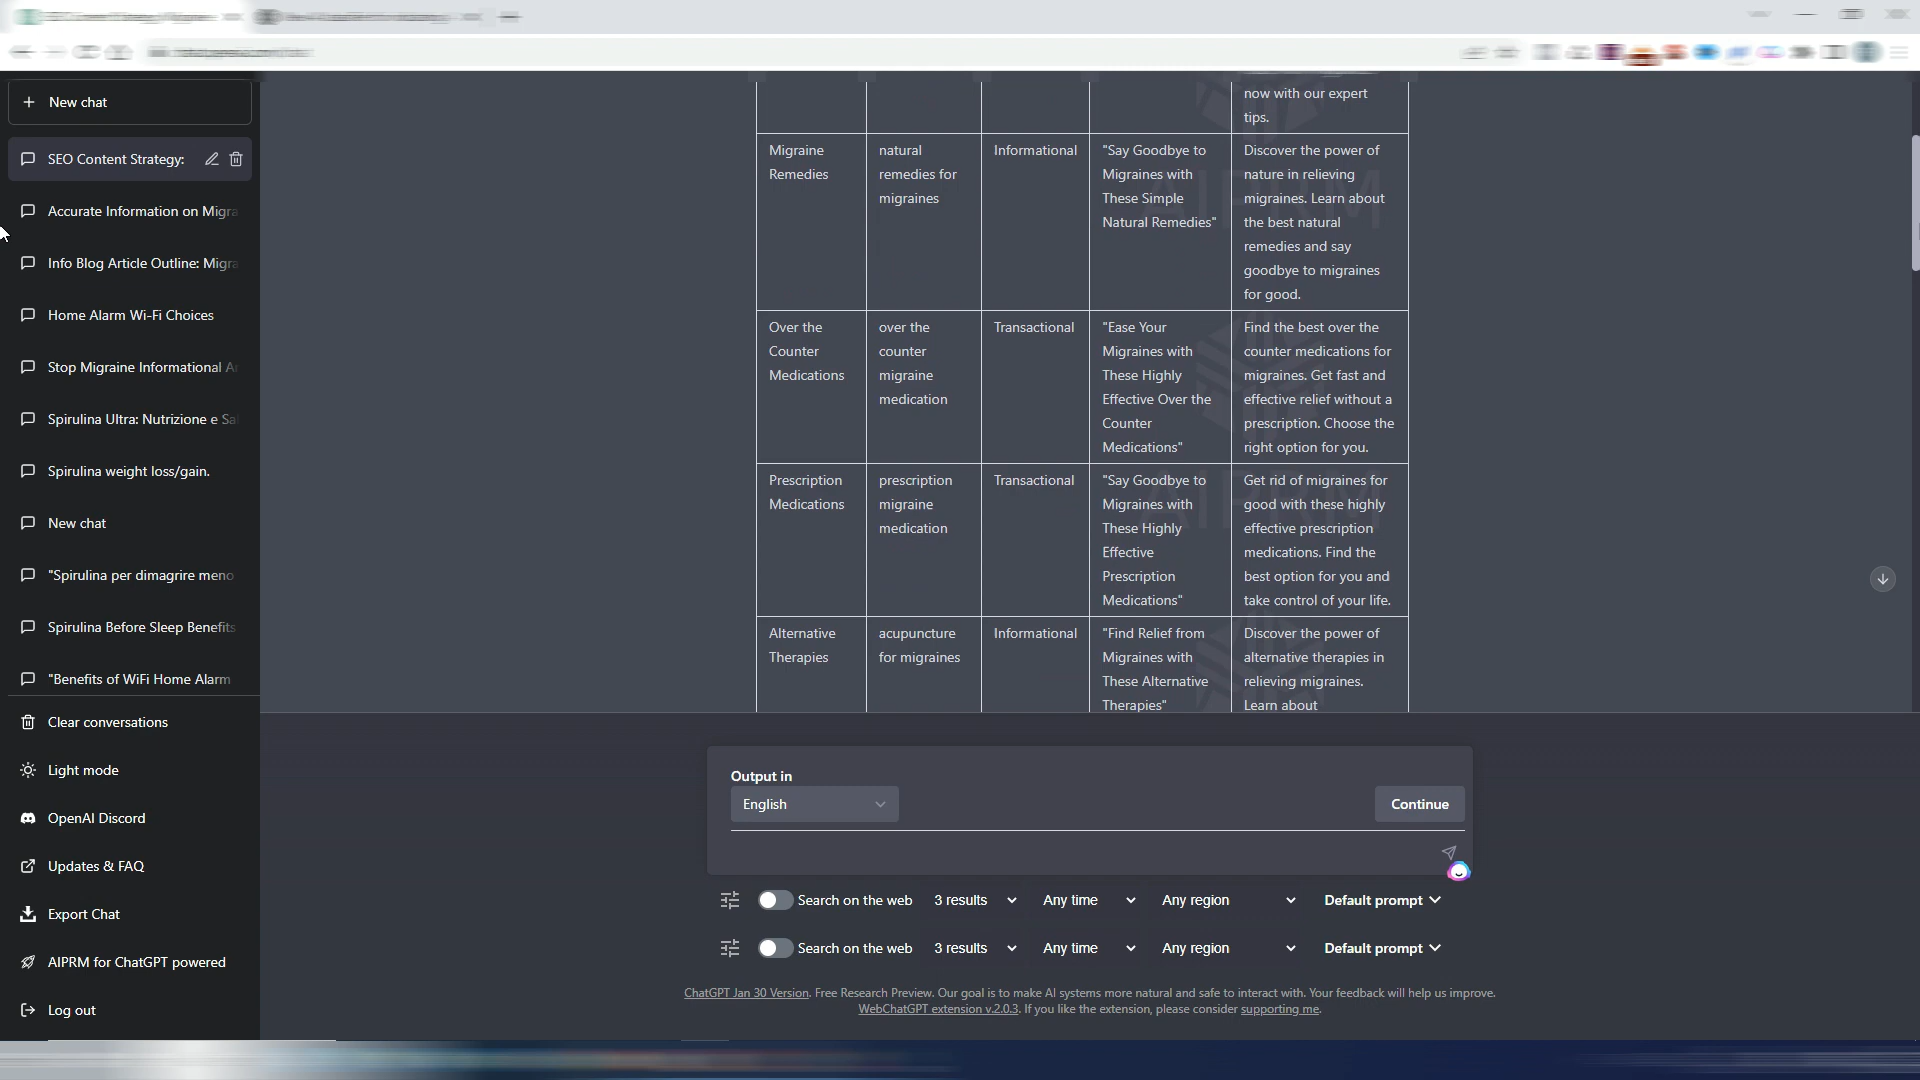 New chat
SEO Content Strategy:
Accurate Information on Migra
Info Blog Article Outline: Migra
Home Alarm Wi-Fi Choices
Stop Migraine Informational A
Spirulina Ultra: Nutrizione e Sa
Spirulina weight loss/gain.
New chat
"Spirulina per dimagrire meno
Spirulina Before Sleep Benefits
"Benefits of WiFi Home Alarm
Clear conversations
Light mode
OpenAI Discord
Updates & FAQ
Export Chat
AIPRM for ChatGPT powered
Log out
now with our expert
tips.
Migraine
Remedies
natural
remedies for
migraines
Informational
"Say Goodbye to
Migraines with
These Simple
Natural Remedies"
Discover the power of
nature in relieving
migraines. Learn about
the best natural
remedies and say
goodbye to migraines
for good.
Over the
Counter
Medications
over the
counter
migraine
medication
Transactional
"Ease Your
Migraines with
These Highly
Effective Over the
Counter
Medications"
Find the best over the
counter medications for
migraines. Get fast and
effective relief without a
prescription. Choose the
right option for you.
Prescription
Medications
prescription
migraine
medication
Transactional
"Say Goodbye to
Migraines with
These Highly
Effective
Prescription
Medications"
Get rid of migraines for
good with these highly
effective prescription
medications. Find the
best option for you and
take control of your life.
Alternative
Therapies
acupuncture
for migraines
Informational
"Find Relief from
Migraines with
These Alternative
Therapies"
Discover the power of
alternative therapies in
relieving migraines.
Learn about
AIPRM
AIPRM
Output in
English
Continue
Search on the web 3 results Any time Any region Default prompt
Search on the web 3 results Any time Any region Default prompt
ChatGPT Jan 30 Version. Free Research Preview. Our goal is to make AI systems more natural and safe to interact with. Your feedback will help us improve.
WebChatGPT extension v.2.0.3. If you like the extension, please consider supporting me.